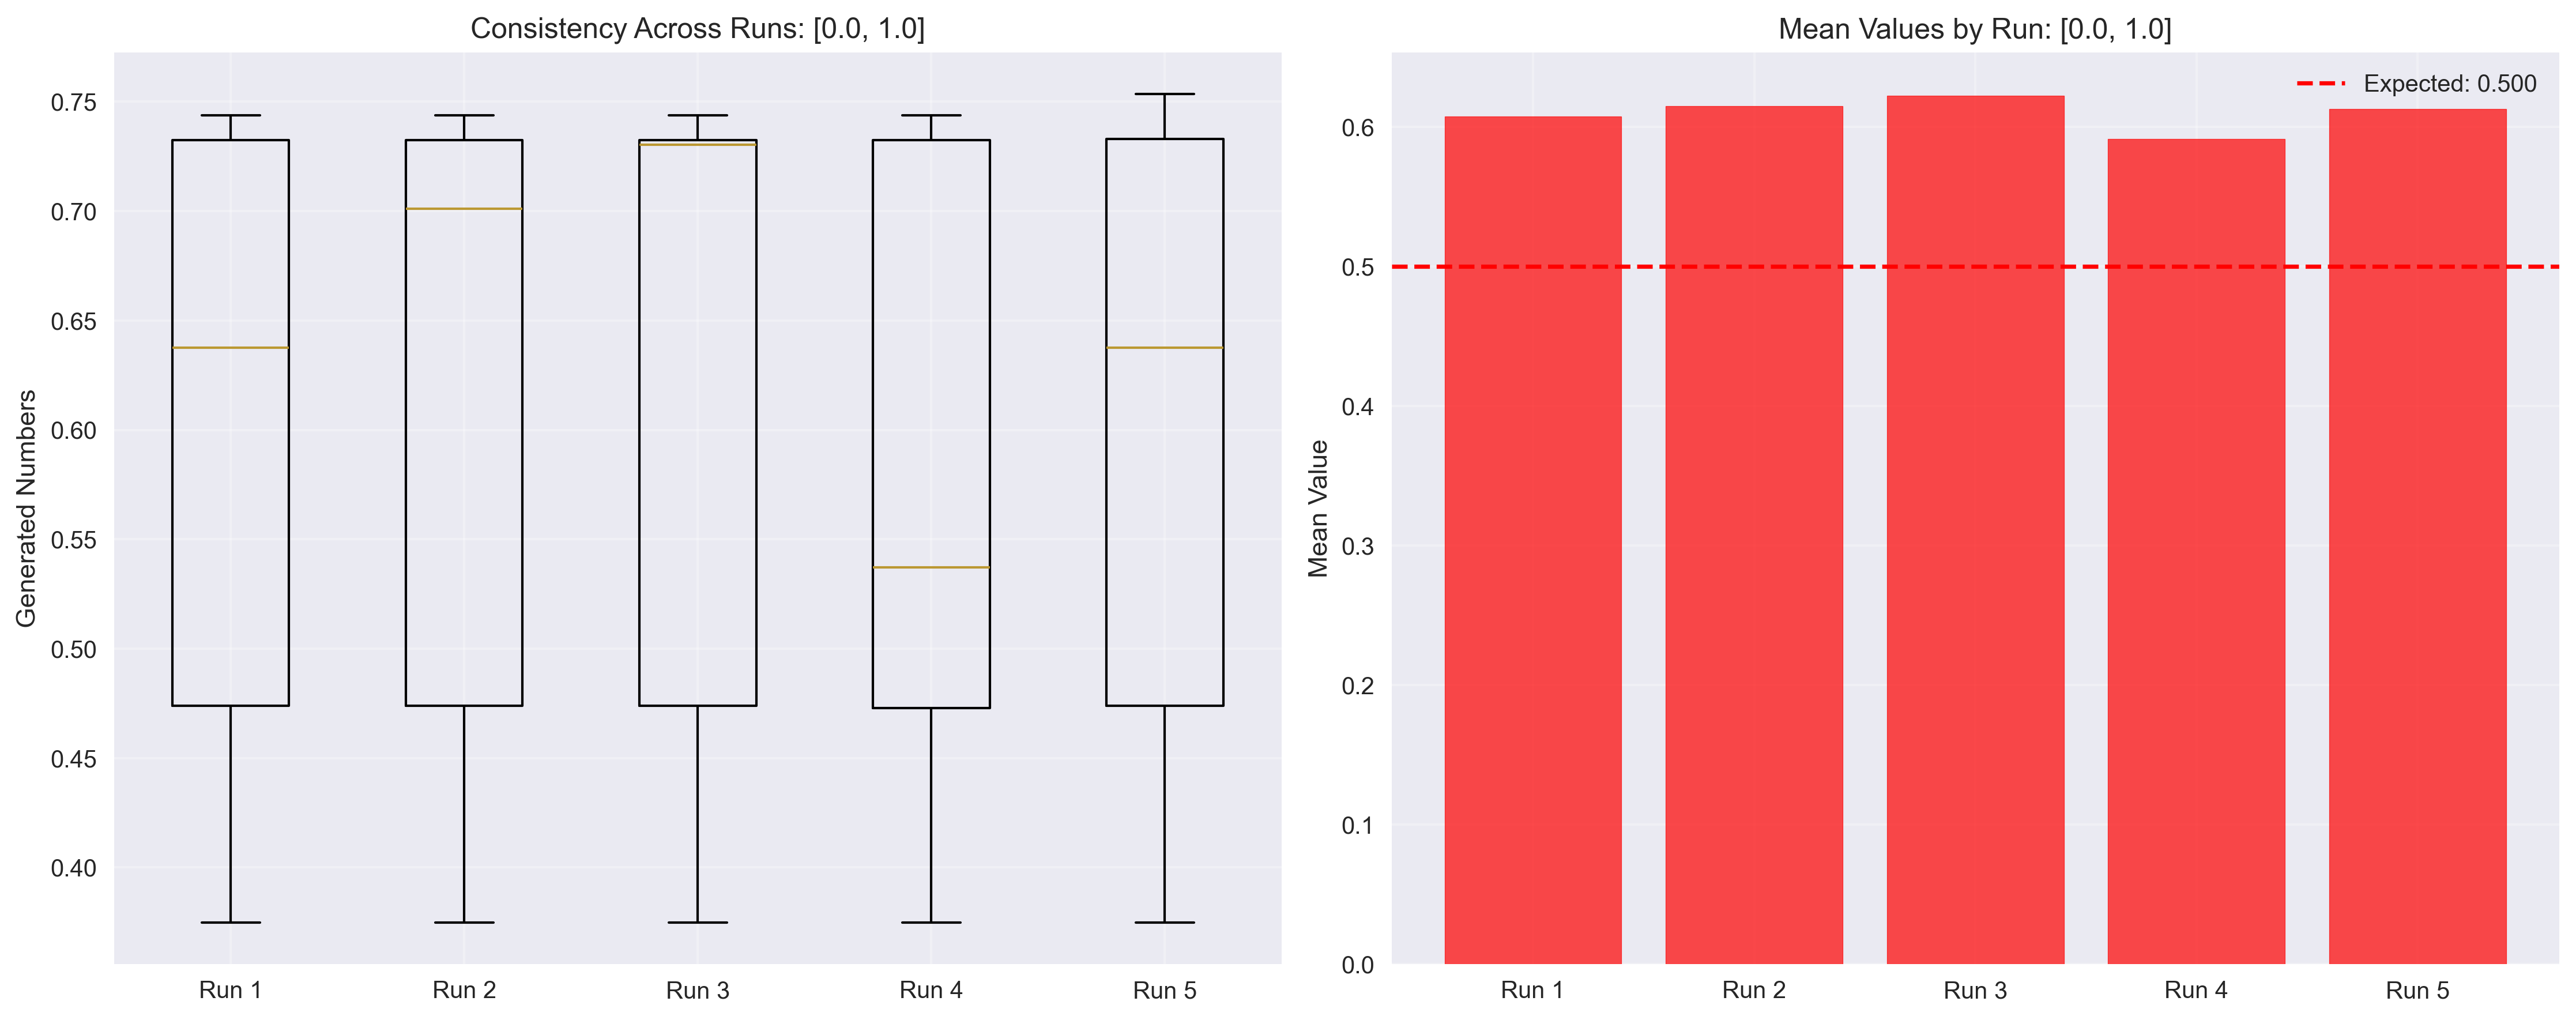 Consistency Across Runs: [0.0, 1.0]
Generated Numbers
0.75
0.70
0.65
0.60
0.55
0.50
0.45
0.40
Run 1
Run 2
Run 3
Run 4
Run 5
Mean Values by Run: [0.0, 1.0]
Expected: 0.500
Mean Value
0.6
0.5
0.4
0.3
0.2
0.1
0.0
Run 1
Run 2
Run 3
Run 4
Run 5